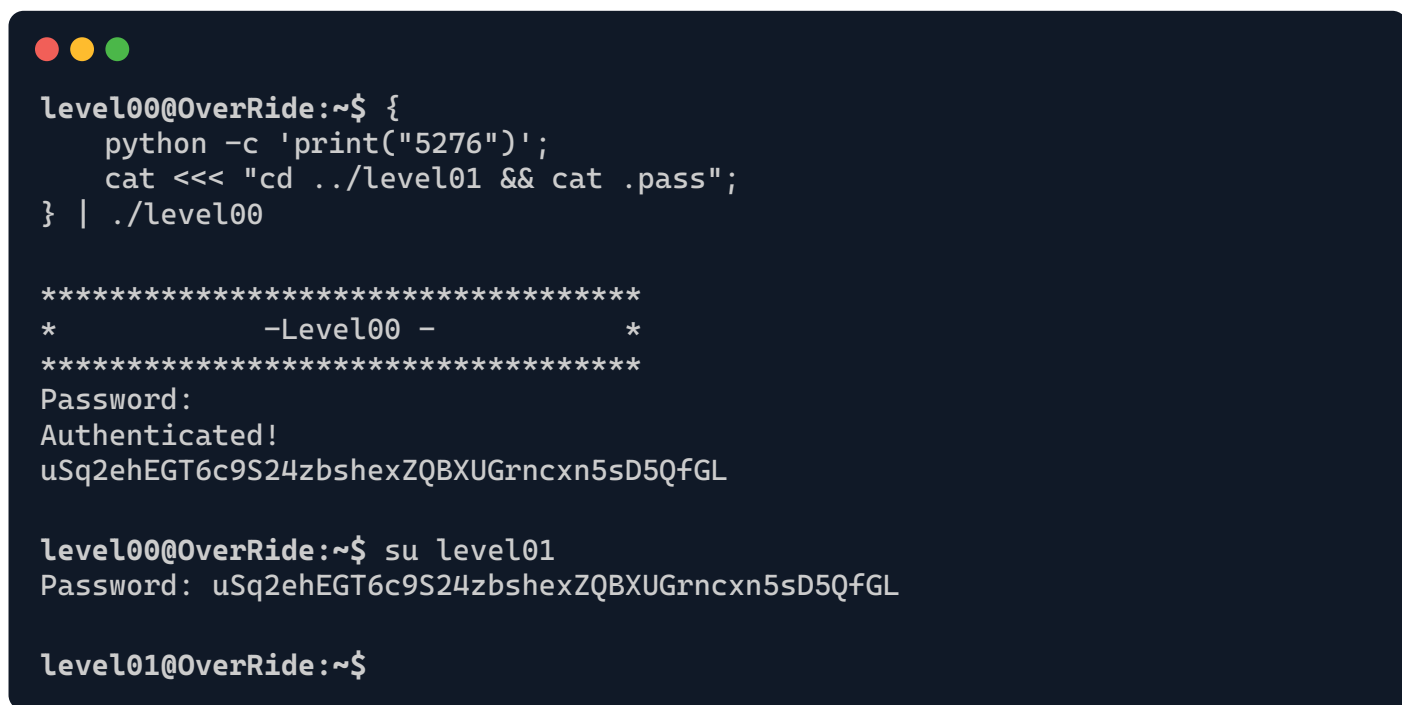 level00@OverRide:~$ {
    python -c 'print("5276")';
    cat <<< "cd ../level01 && cat .pass";
} | ./level00
***********************************
*            -Level00 -           *
***********************************
Password:
Authenticated!
uSq2ehEGT6c9S24zbshexZQBXUGrncxn5sD5QfGL
level00@OverRide:~$ su level01
Password: uSq2ehEGT6c9S24zbshexZQBXUGrncxn5sD5QfGL
level01@OverRide:~$